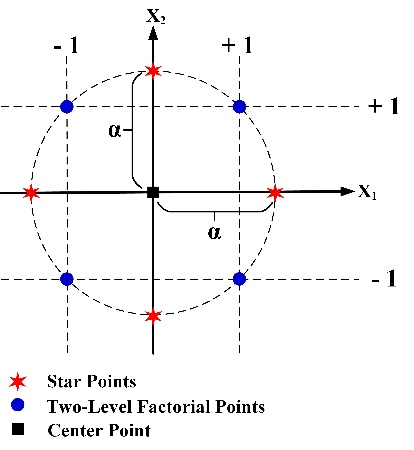 X₂
- 1
+ 1
+ 1
α
X₁
α
- 1
Star Points
Two-Level Factorial Points
Center Point